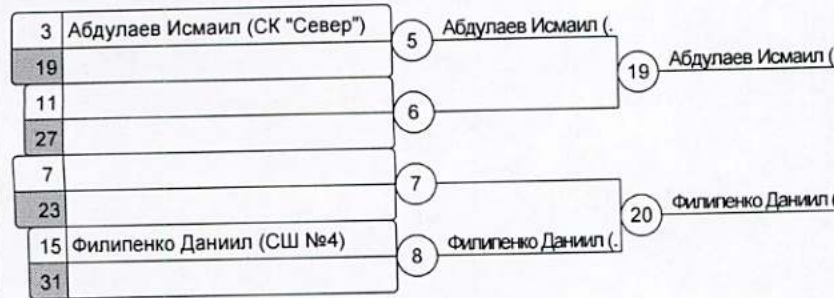 3 Абдулаев Исмаил (СК "Север")
5 Абдулаев Исмаил (.
19
19 Абдулаев Исмаил (
11
6
27
7
7
23
20 Филипенко Даниил (
15 Филипенко Даниил (СШ №4)
8 Филипенко Даниил (.
31